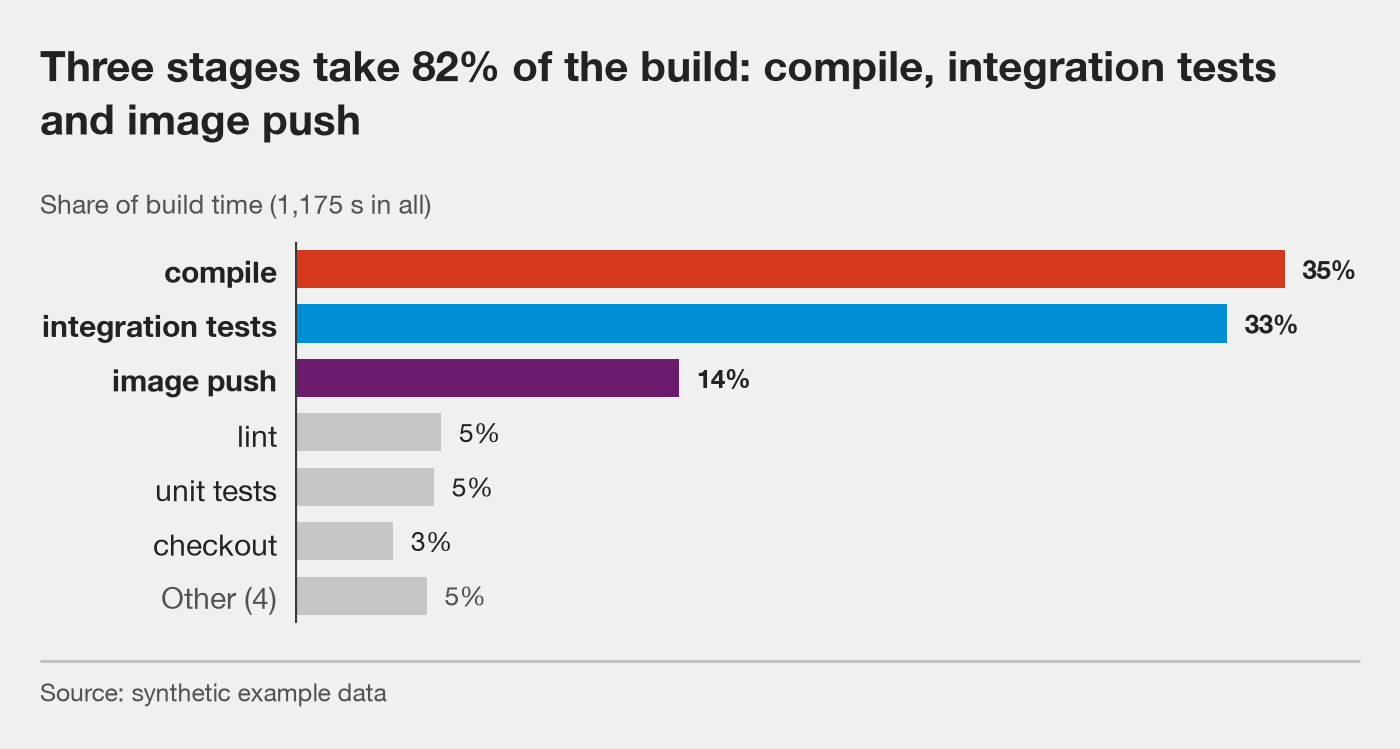 Three stages take 82% of the build: compile, integration tests
and image push
Share of build time (1,175 s in all)
compile 35%
integration tests 33%
image push 14%
lint 5%
unit tests 5%
checkout 3%
Other (4) 5%
Source: synthetic example data